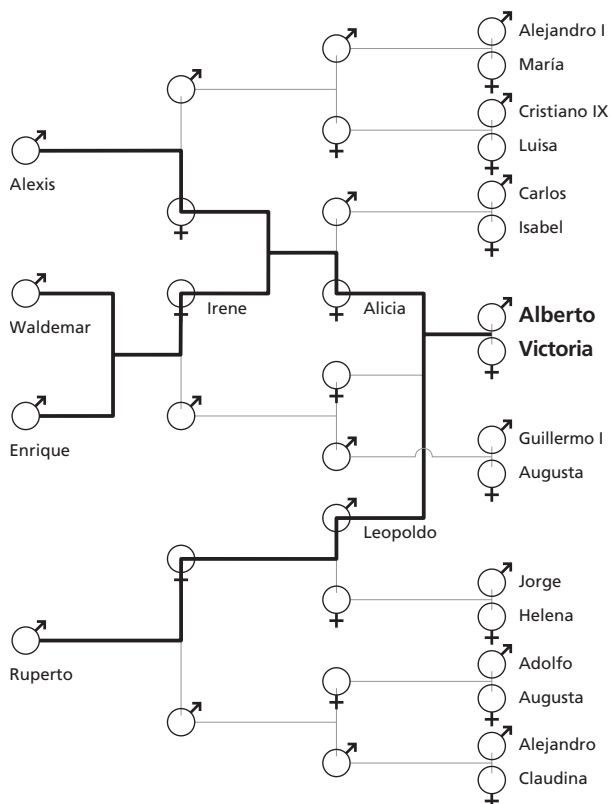 Alejandro I
María
Cristiano IX
Luisa
Alexis
Carlos
Isabel
Waldemar
Irene
Alicia
Alberto
Victoria
Enrique
Guillermo I
Augusta
Leopoldo
Jorge
Helena
Ruperto
Adolfo
Augusta
Alejandro
Claudina